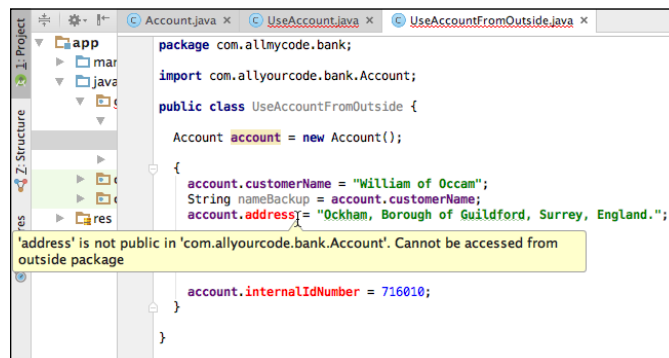 Account.java × UseAccount.java × UseAccountFromOutside.java ×
1: Project
Z: Structure
app
java
res
package com.allmycode.bank;
import com.allyourcode.bank.Account;
public class UseAccountFromOutside {
Account account = new Account();
{
account.customerName = "William of Occam";
String nameBackup = account.customerName;
account.address = "Ockham, Borough of Guildford, Surrey, England.";
'address' is not public in 'com.allyourcode.bank.Account'. Cannot be accessed from
outside package
account.internalIdNumber = 716010;
}
}